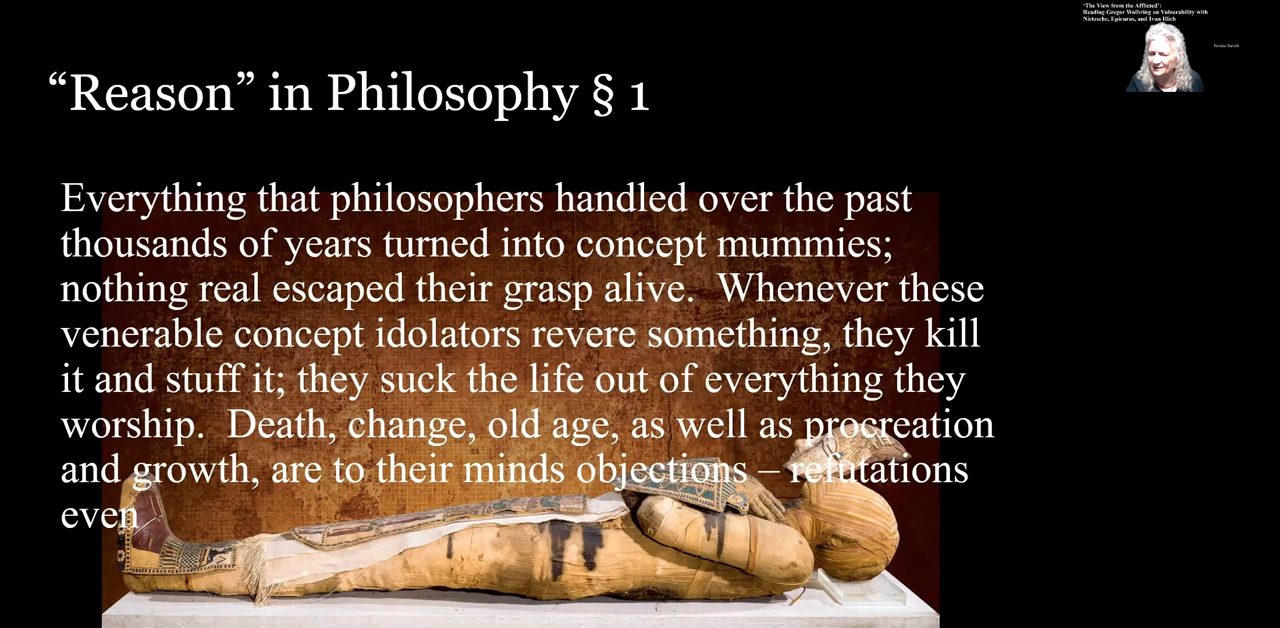 'The View from the Afflicted':
Reading Gregor Wolbring on Vulnerability with
Nietzsche, Epicurus, and Ivan Illich
“Reason” in Philosophy § 1
Everything that philosophers handled over the past
thousands of years turned into concept mummies;
nothing real escaped their grasp alive.  Whenever these
venerable concept idolators revere something, they kill
it and stuff it; they suck the life out of everything they
worship.  Death, change, old age, as well as procreation
and growth, are to their minds objections – refutations
even